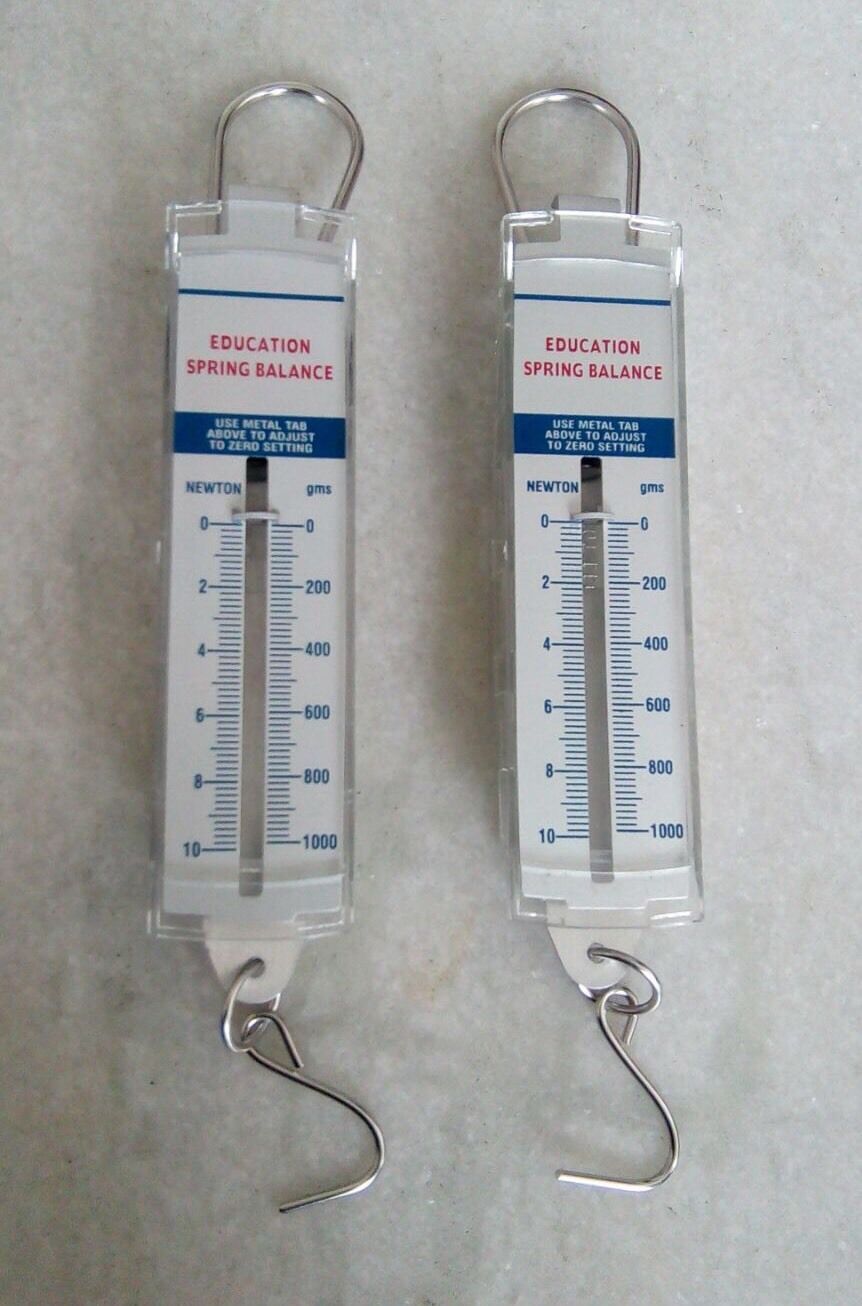 EDUCATION
SPRING BALANCE
USE METAL TAB
ABOVE TO ADJUST
TO ZERO SETTING
NEWTON gms
0 0
2 200
4 400
6 600
8 800
10 1000
EDUCATION
SPRING BALANCE
USE METAL TAB
ABOVE TO ADJUST
TO ZERO SETTING
NEWTON gms
0 0
2 200
4 400
6 600
8 800
10 1000